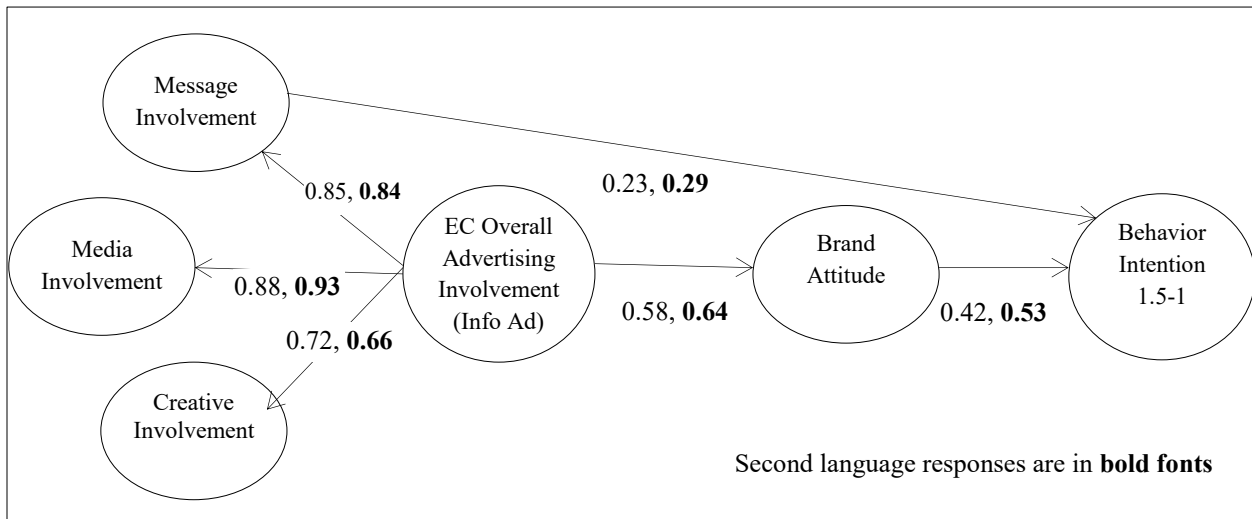 Message
Involvement
0.85, 0.84
0.23, 0.29
Media
Involvement
0.88, 0.93
EC Overall
Advertising
Involvement
(Info Ad)
0.58, 0.64
Brand
Attitude
0.42, 0.53
Behavior
Intention
1.5-1
0.72, 0.66
Creative
Involvement
Second language responses are in bold fonts